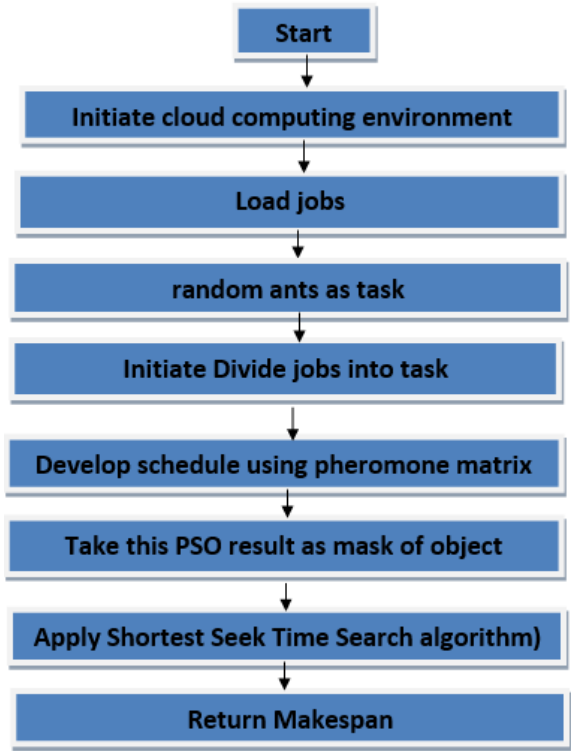 Start
Initiate cloud computing environment
Load jobs
random ants as task
Initiate Divide jobs into task
Develop schedule using pheromone matrix
Take this PSO result as mask of object
Apply Shortest Seek Time Search algorithm)
Return Makespan